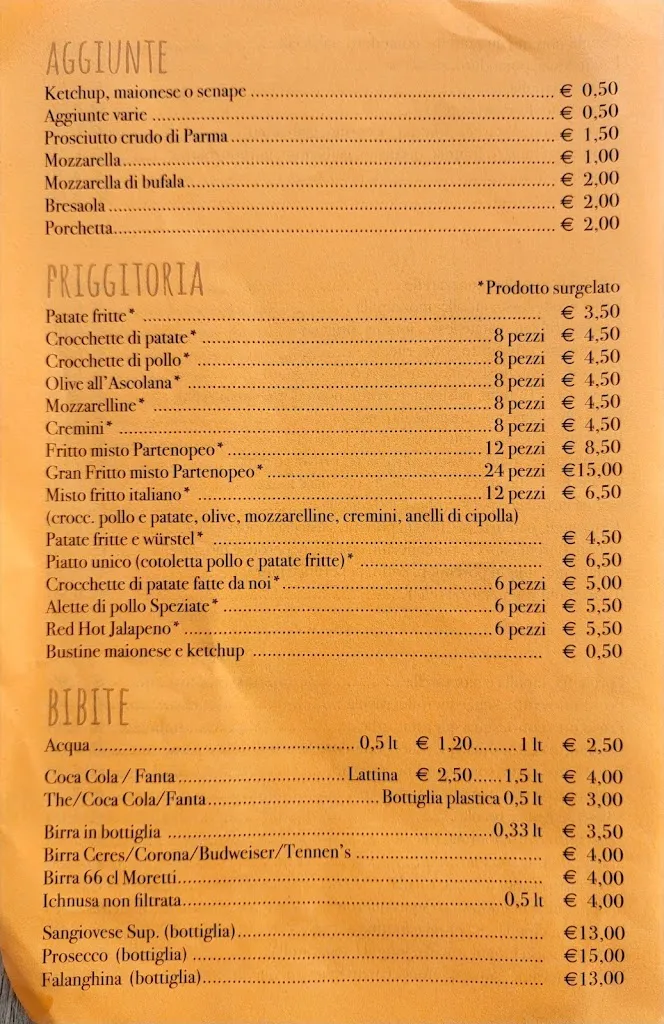 AGGIUNTE
Ketchup, maionese o senape ........ € 0,50
Aggiunte varie ........ € 0,50
Prosciutto crudo di Parma ........ € 1,50
Mozzarella ........ € 1,00
Mozzarella di bufala ........ € 2,00
Bresaola ........ € 2,00
Porchetta ........ € 2,00
PRIGGITORIA *Prodotto surgelato
Patate fritte* ........ € 3,50
Crocchette di patate* ........ 8 pezzi € 4,50
Crocchette di pollo* ........ 8 pezzi € 4,50
Olive all'Ascolana* ........ 8 pezzi € 4,50
Mozzarelline* ........ 8 pezzi € 4,50
Cremini* ........ 8 pezzi € 4,50
Fritto misto Partenopeo* ........ 12 pezzi € 8,50
Gran Fritto misto Partenopeo* ........ 24 pezzi €15,00
Misto fritto italiano* ........ 12 pezzi € 6,50
(crocc. pollo e patate, olive, mozzarelline, cremini, anelli di cipolla)
Patate fritte e würstel* ........ € 4,50
Piatto unico (cotoletta pollo e patate fritte)* ........ € 6,50
Crocchette di patate fatte da noi* ........ 6 pezzi € 5,00
Alette di pollo Speziate* ........ 6 pezzi € 5,50
Red Hot Jalapeno* ........ 6 pezzi € 5,50
Bustine maionese e ketchup ........ € 0,50
BIBITE
Acqua ........ 0,5 lt € 1,20 ........ 1 lt € 2,50
Coca Cola / Fanta ........ Lattina € 2,50 ...... 1,5 lt € 4,00
The/Coca Cola/Fanta ........ Bottiglia plastica 0,5 lt € 3,00
Birra in bottiglia ........ 0,33 lt € 3,50
Birra Ceres/Corona/Budweiser/Tennen's ........ € 4,00
Birra 66 cl Moretti ........ € 4,00
Ichnusa non filtrata ........ 0,5 lt € 4,00
Sangiovese Sup. (bottiglia) ........ €13,00
Prosecco (bottiglia) ........ €15,00
Falanghina (bottiglia) ........ €13,00